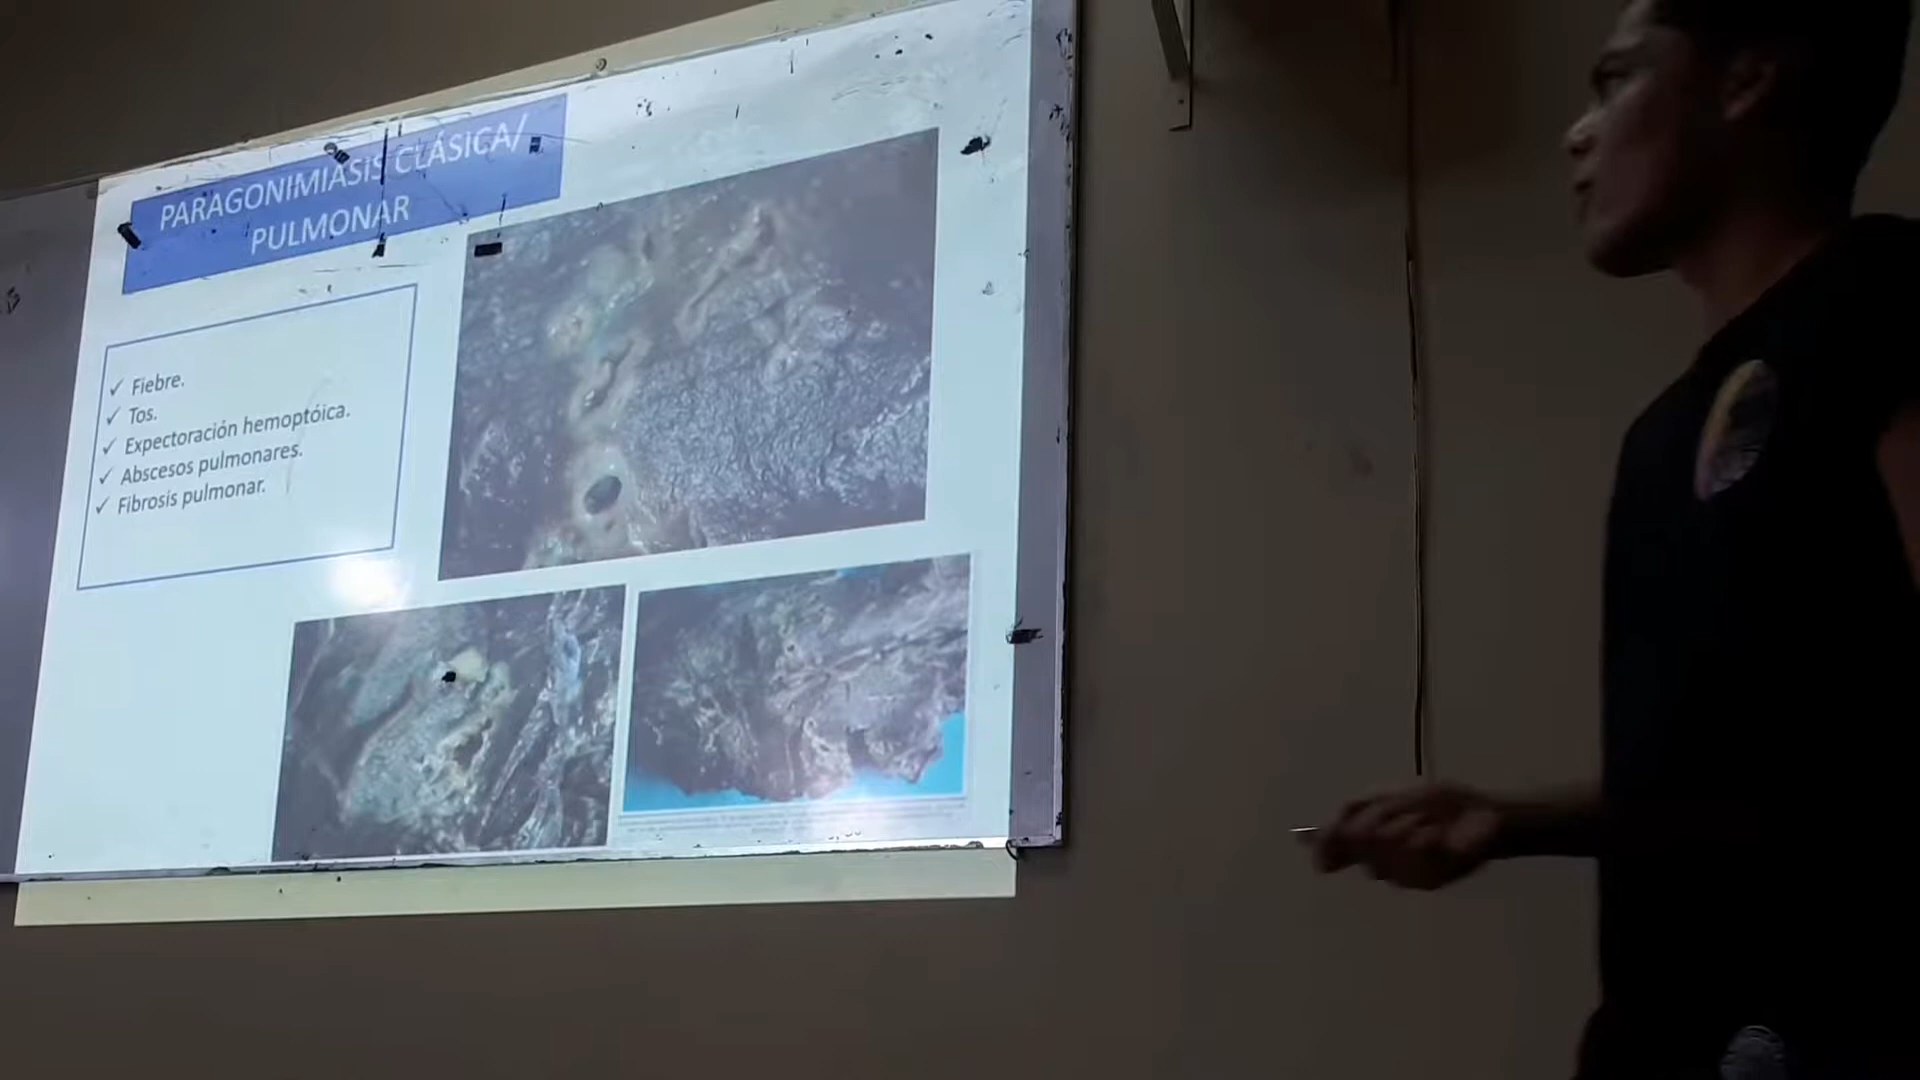 PARAGONIMIASIS CLÁSICA/
PULMONAR
✓ Fiebre.
✓ Tos.
✓ Expectoración hemoptóica.
✓ Abscesos pulmonares.
✓ Fibrosis pulmonar.